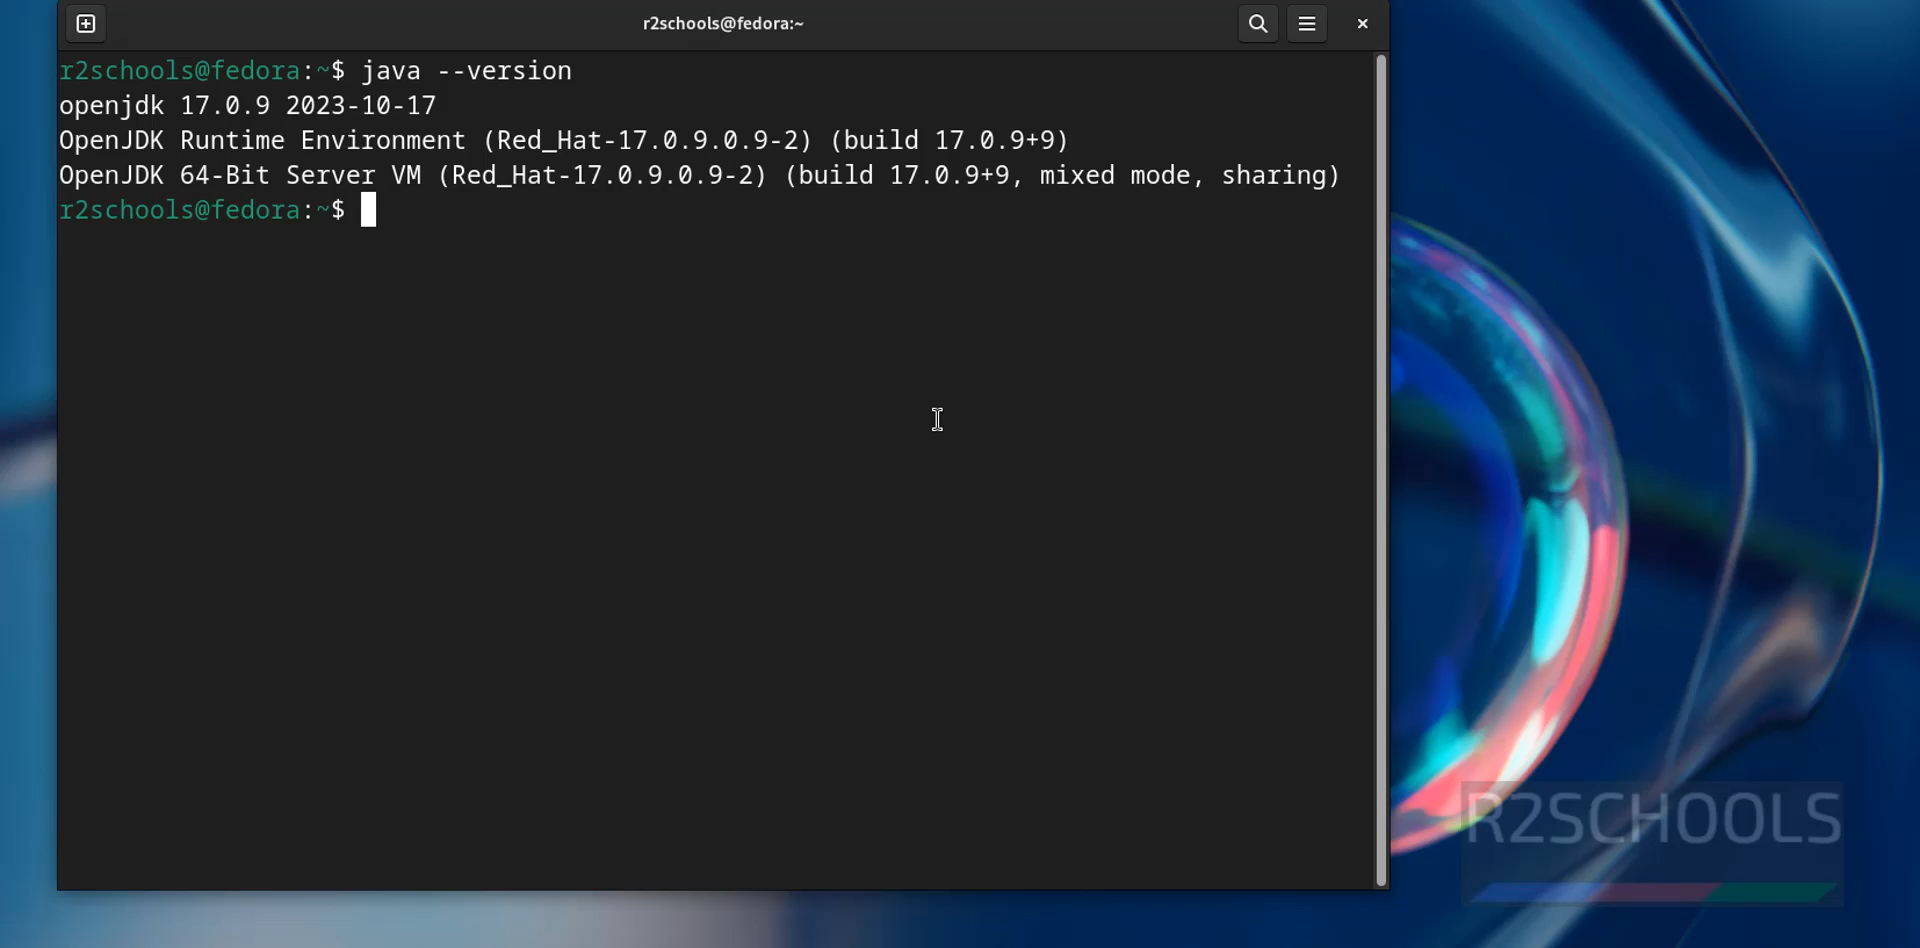 r2schools@fedora:~
r2schools@fedora:~$ java --version
openjdk 17.0.9 2023-10-17
OpenJDK Runtime Environment (Red_Hat-17.0.9.0.9-2) (build 17.0.9+9)
OpenJDK 64-Bit Server VM (Red_Hat-17.0.9.0.9-2) (build 17.0.9+9, mixed mode, sharing)
r2schools@fedora:~$
R2SCHOOLS